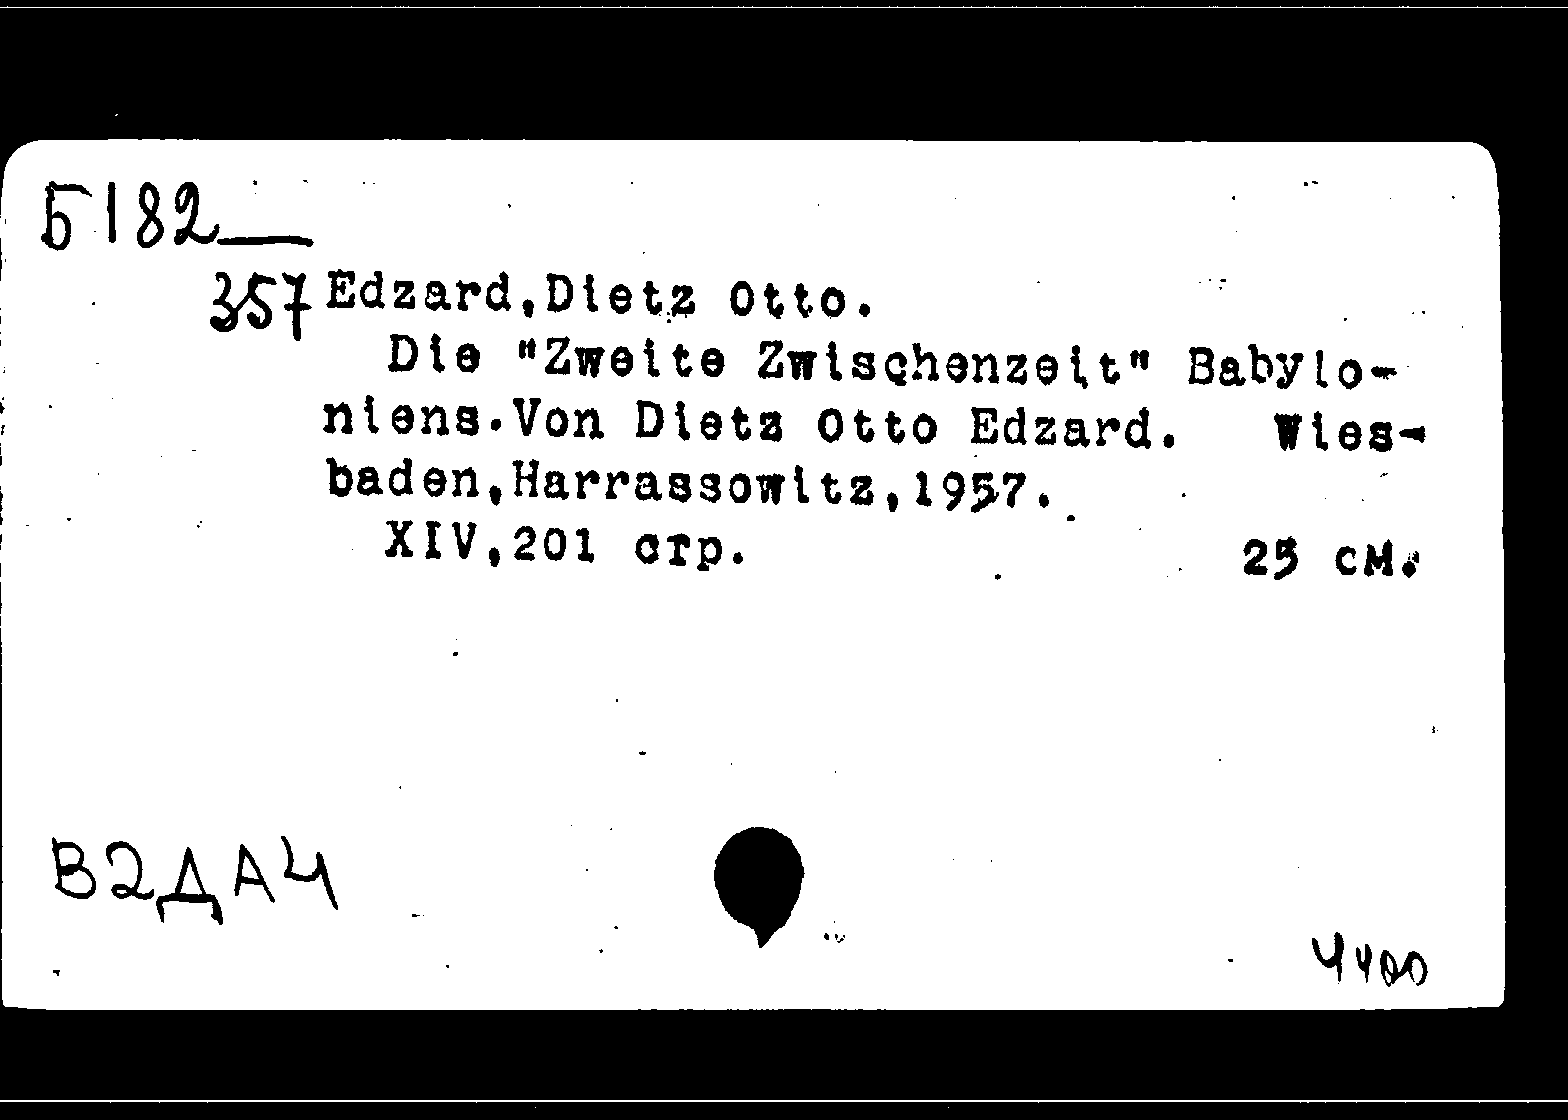 Б182
357 Edzard,Dietz Otto.
Die "Zweite Zwischenzeit" Babylo-
niens.Von Dietz Otto Edzard. Wies-
baden,Harrassowitz,1957.
XIV,201 стр. 25 см.
В2ДА4
4400